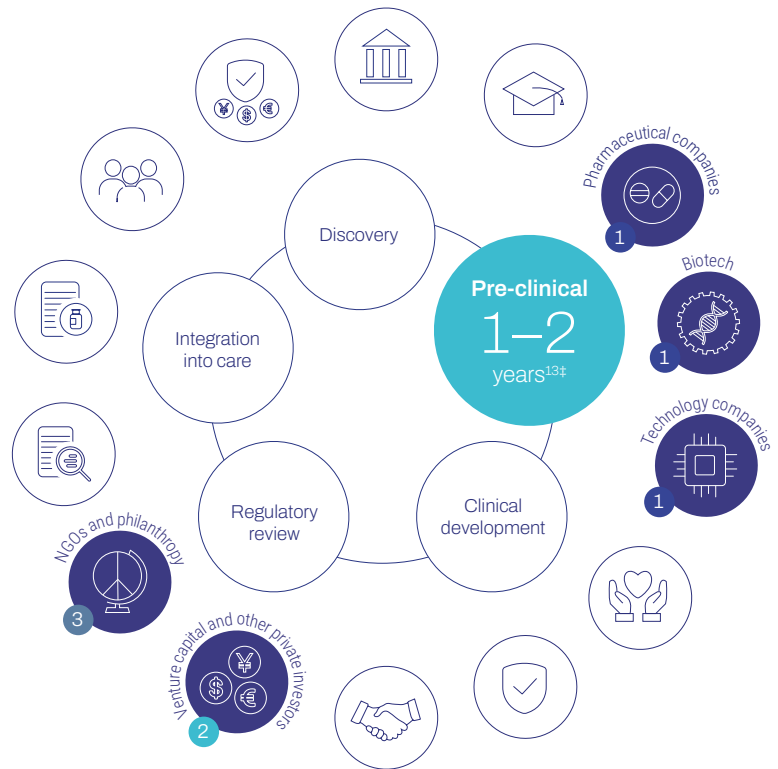 Discovery
Pre-clinical
1–2
years¹³‡
Clinical
development
Regulatory
review
Integration
into care
Pharmaceutical companies
1
Biotech
1
Technology companies
1
Venture capital and other private investors
2
NGOs and philanthropy
3
¥
$
€
¥
$
€